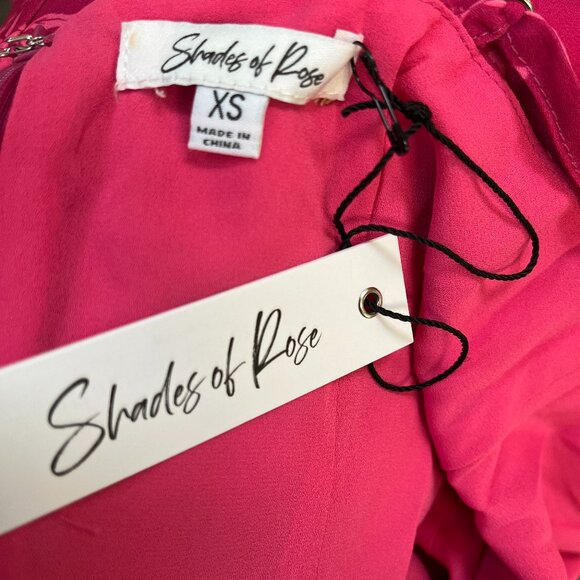 Shades of Rose
XS
MADE IN
CHINA
Shades of Rose